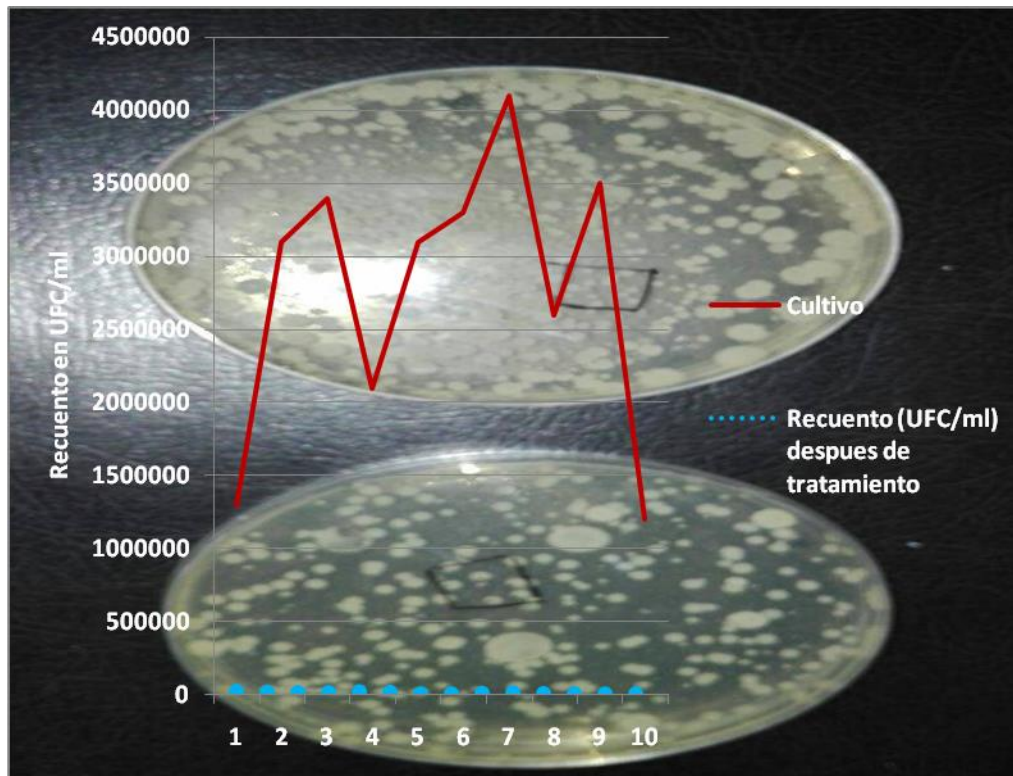 4500000
4000000
3500000
3000000
2500000
2000000
1500000
1000000
500000
0
Recuento en UFC/ml
1 2 3 4 5 6 7 8 9 10
Cultivo
Recuento (UFC/ml)
despues de
tratamiento